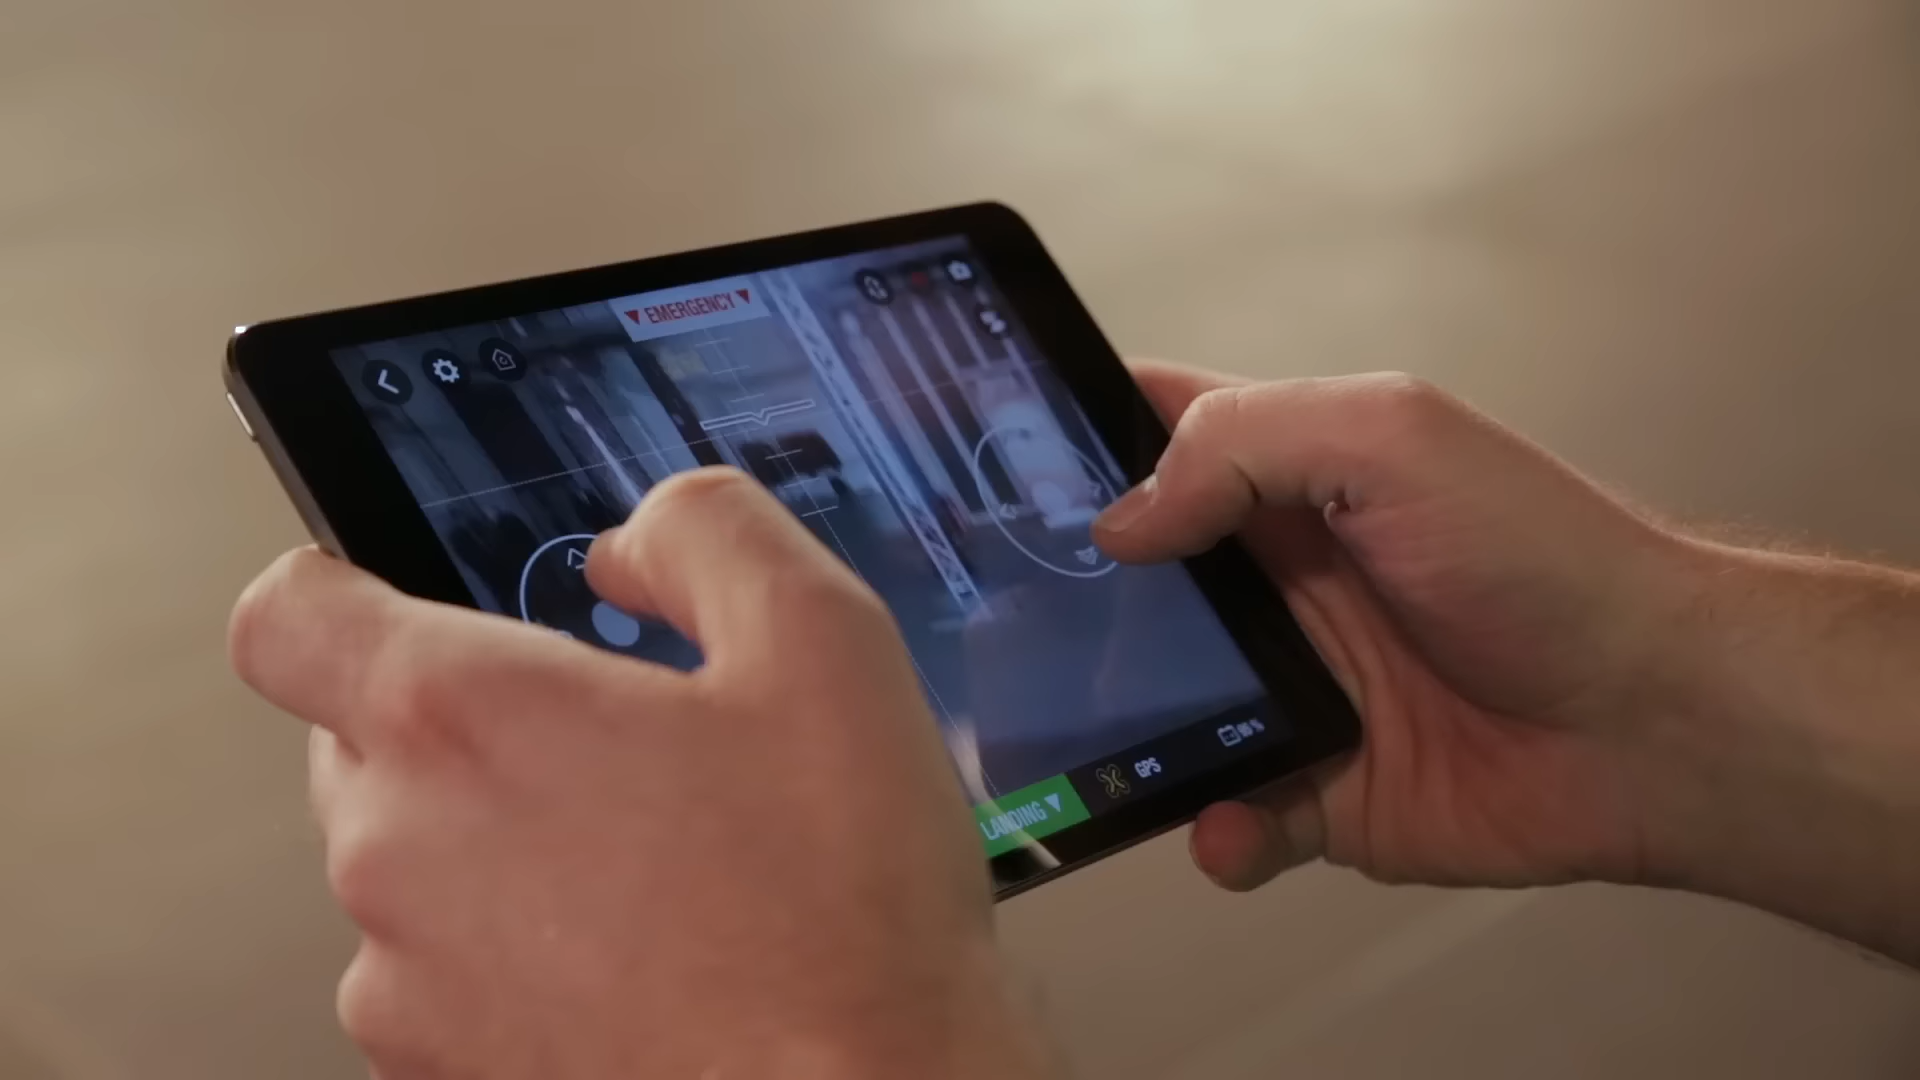 ▼ EMERGENCY ▼
LANDING ▼
GPS